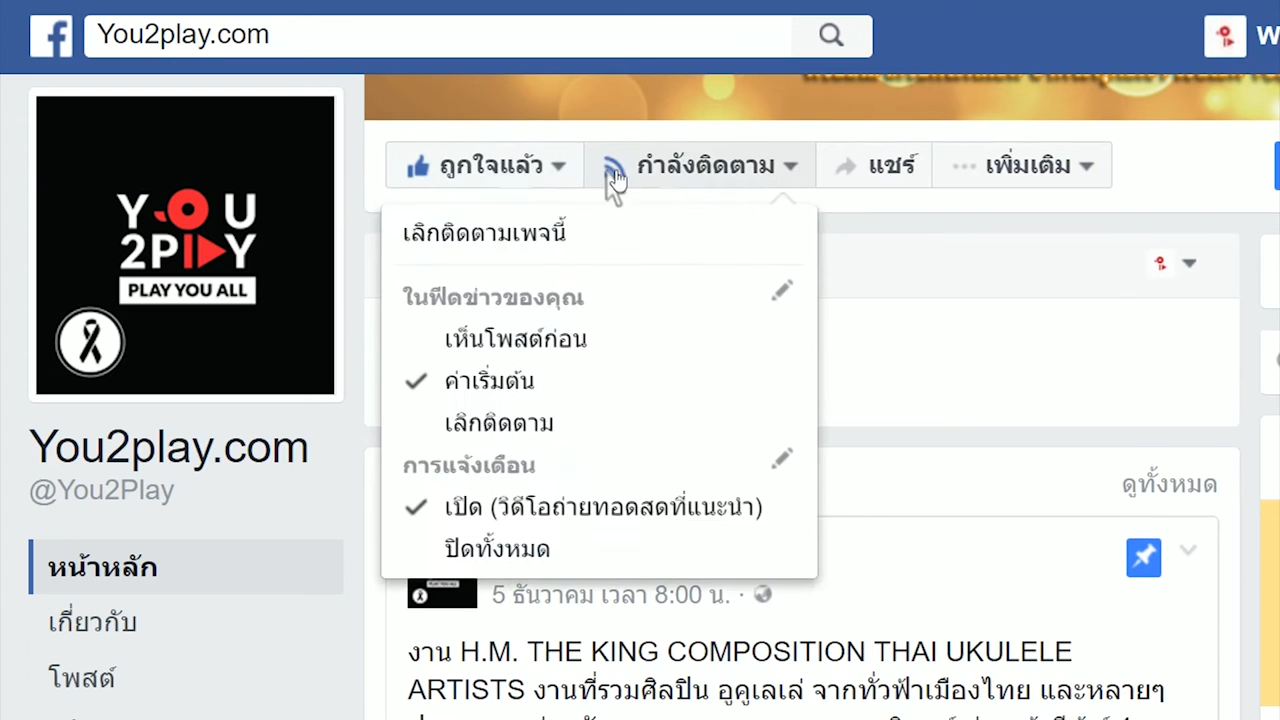 You2play.com
W
YOU
2PLAY
PLAY YOU ALL
ถูกใจแล้ว
กำลังติดตาม
แชร์
เพิ่มเติม
เลิกติดตามเพจนี้
ในฟีดข่าวของคุณ
เห็นโพสต์ก่อน
ค่าเริ่มต้น
เลิกติดตาม
การแจ้งเตือน
เปิด (วิดีโอถ่ายทอดสดที่แนะนำ)
ปิดทั้งหมด
You2play.com
@You2Play
หน้าหลัก
เกี่ยวกับ
โพสต์
ดูทั้งหมด
5 ธันวาคม เวลา 8:00 น. ·
งาน H.M. THE KING COMPOSITION THAI UKULELE
ARTISTS งานที่รวมศิลปิน อูคูเลเล่ จากทั่วฟ้าเมืองไทย และหลายๆ